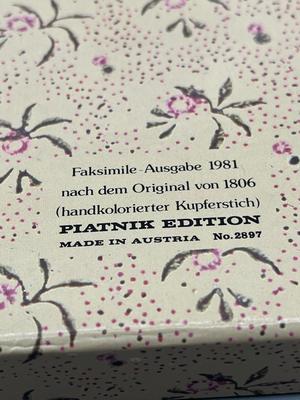 Faksimile-Ausgabe 1981
nach dem Original von 1806
(handkolorierter Kupferstich)
PIATNIK EDITION
MADE IN AUSTRIA No. 2897